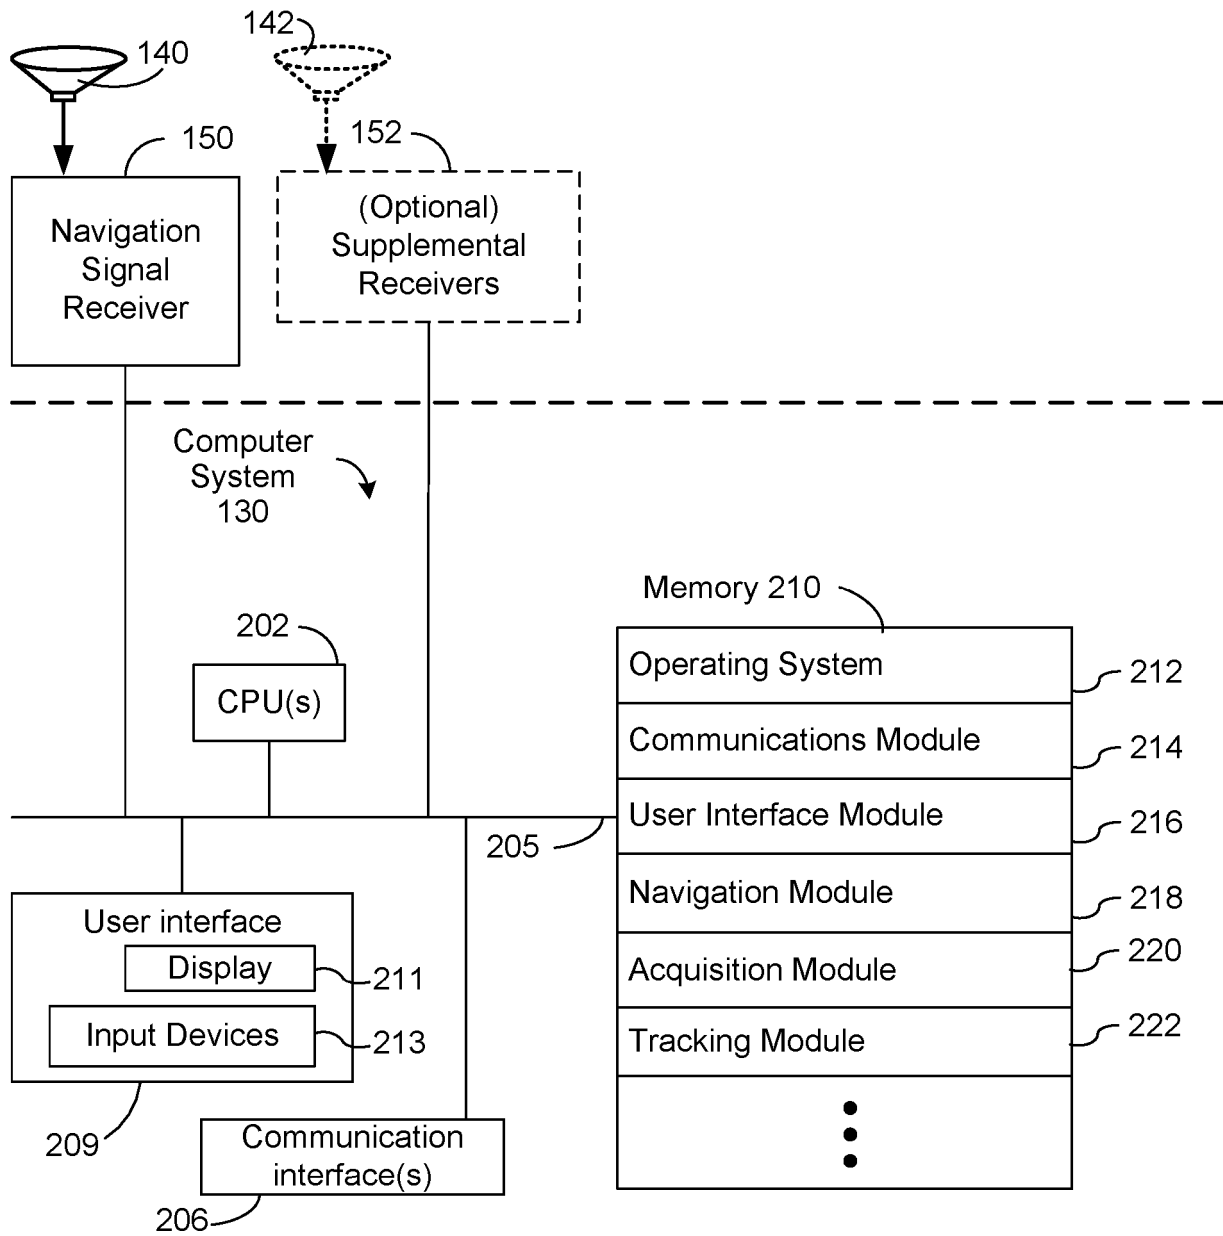 140
142
150
152
Navigation
Signal
Receiver
(Optional)
Supplemental
Receivers
Computer
System
130
Memory 210
202
CPU(s)
Operating System
212
Communications Module
214
User Interface Module
216
205
Navigation Module
218
User interface
Display
211
Acquisition Module
220
Input Devices
213
Tracking Module
222
209
Communication
interface(s)
206